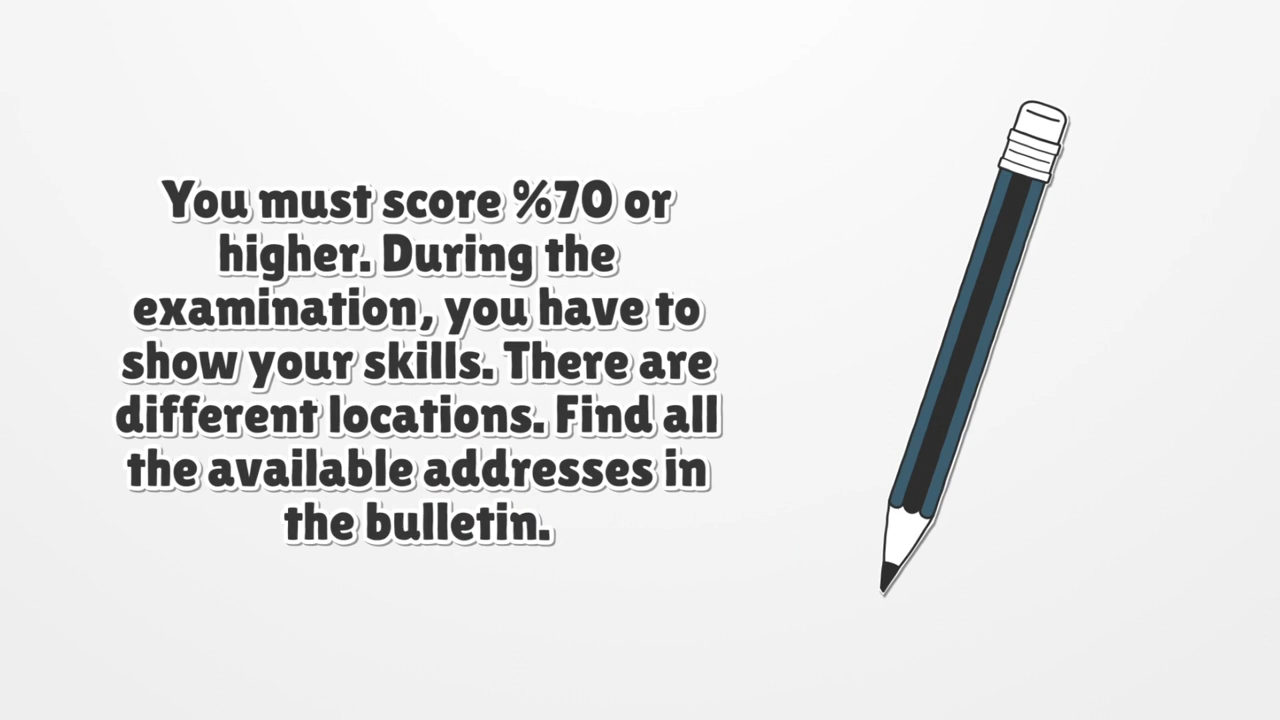 You must score %70 or
higher. During the
examination, you have to
show your skills. There are
different locations. Find all
the available addresses in
the bulletin.